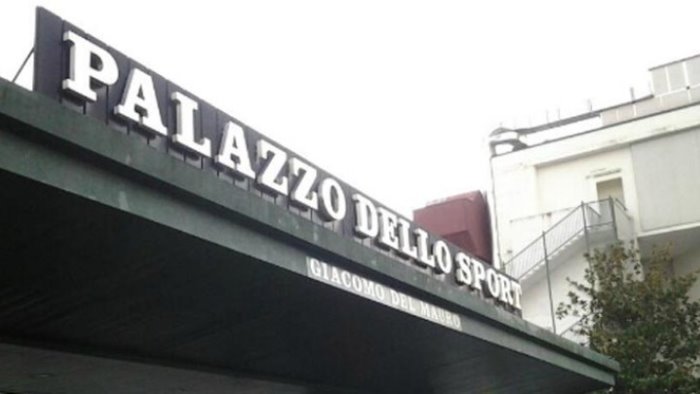 PALAZZO DELLO SPORT
GIACOMO DEL MAURO